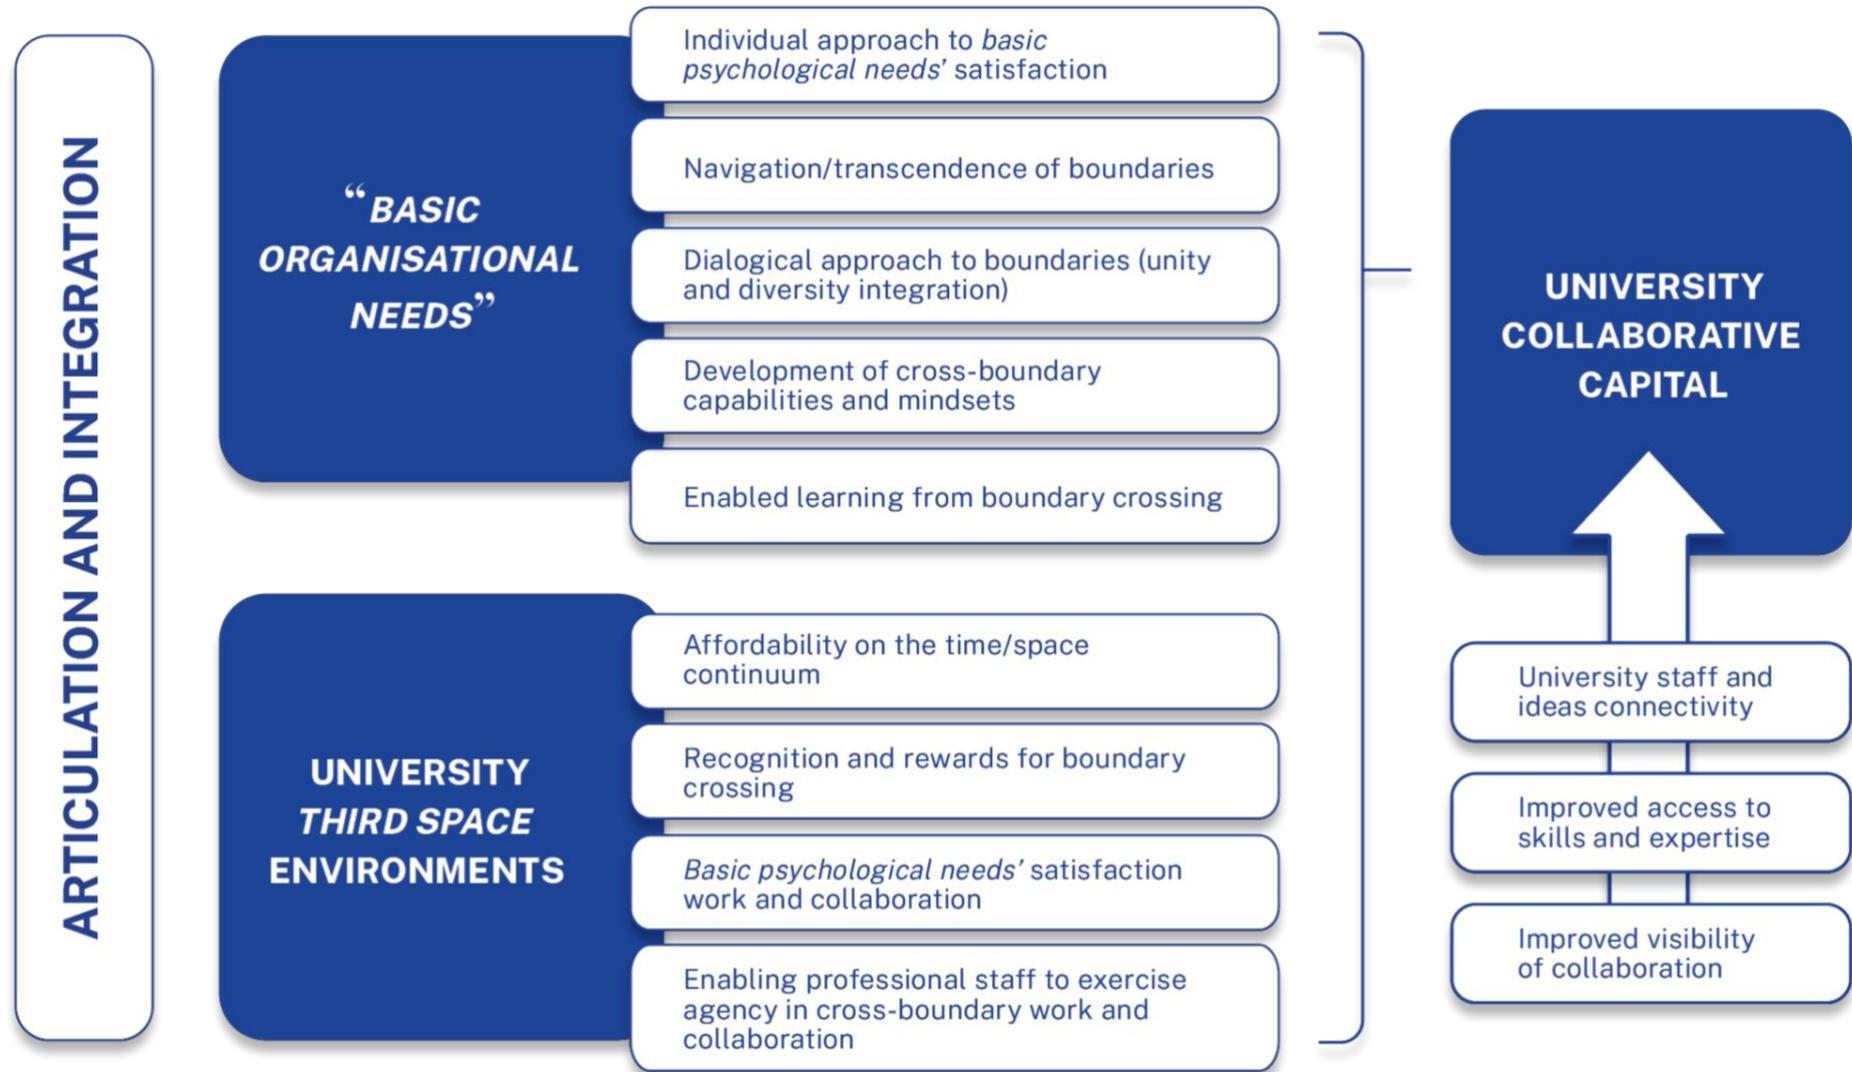 ARTICULATION AND INTEGRATION
“BASIC
ORGANISATIONAL
NEEDS”
Individual approach to basic
psychological needs’ satisfaction
Navigation/transcendence of boundaries
Dialogical approach to boundaries (unity
and diversity integration)
Development of cross-boundary
capabilities and mindsets
Enabled learning from boundary crossing
UNIVERSITY
THIRD SPACE
ENVIRONMENTS
Affordability on the time/space
continuum
Recognition and rewards for boundary
crossing
Basic psychological needs’ satisfaction
work and collaboration
Enabling professional staff to exercise
agency in cross-boundary work and
collaboration
UNIVERSITY
COLLABORATIVE
CAPITAL
University staff and
ideas connectivity
Improved access to
skills and expertise
Improved visibility
of collaboration